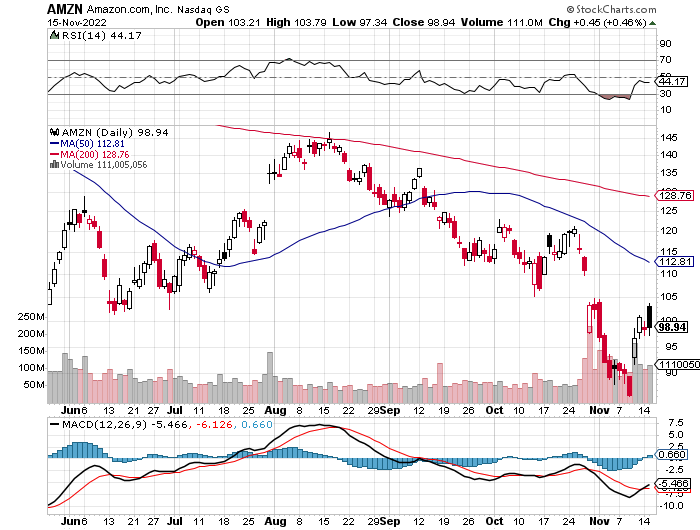 AMZN Amazon.com, Inc. Nasdaq GS © StockCharts.com
15-Nov-2022 Open 103.21 High 103.79 Low 97.34 Close 98.94 Volume 111.0M Chg +0.45 (+0.46%)
RSI(14) 44.17
90
70
50
44.17
30
10
AMZN (Daily) 98.94
MA(50) 112.81
MA(200) 128.76
Volume 111,005,056
145
140
135
130
128.76
125
120
115
112.81
110
105
100
98.94
95
90
250M
200M
150M
100M
50M
111005056
Jun 6 13 21 27 Jul 11 18 25 Aug 8 15 22 29 Sep 12 19 26 Oct 10 17 24 Nov 7 14
MACD(12,26,9) -5.466, -6.126, 0.660
7.5
5.0
2.5
0.660
0.0
-2.5
-5.466
-7.5
-10.0
Jun 6 13 21 27 Jul 11 18 25 Aug 8 15 22 29 Sep 12 19 26 Oct 10 17 24 Nov 7 14